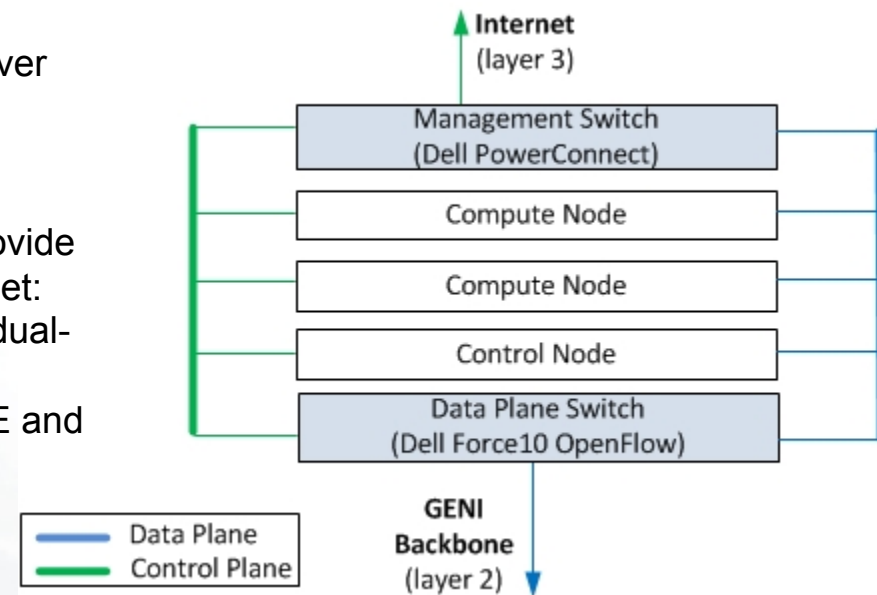 ver
ovide
et:
dual-
E and
Internet
(layer 3)
Management Switch
(Dell PowerConnect)
Compute Node
Compute Node
Control Node
Data Plane Switch
(Dell Force10 OpenFlow)
GENI
Backbone
(layer 2)
Data Plane
Control Plane